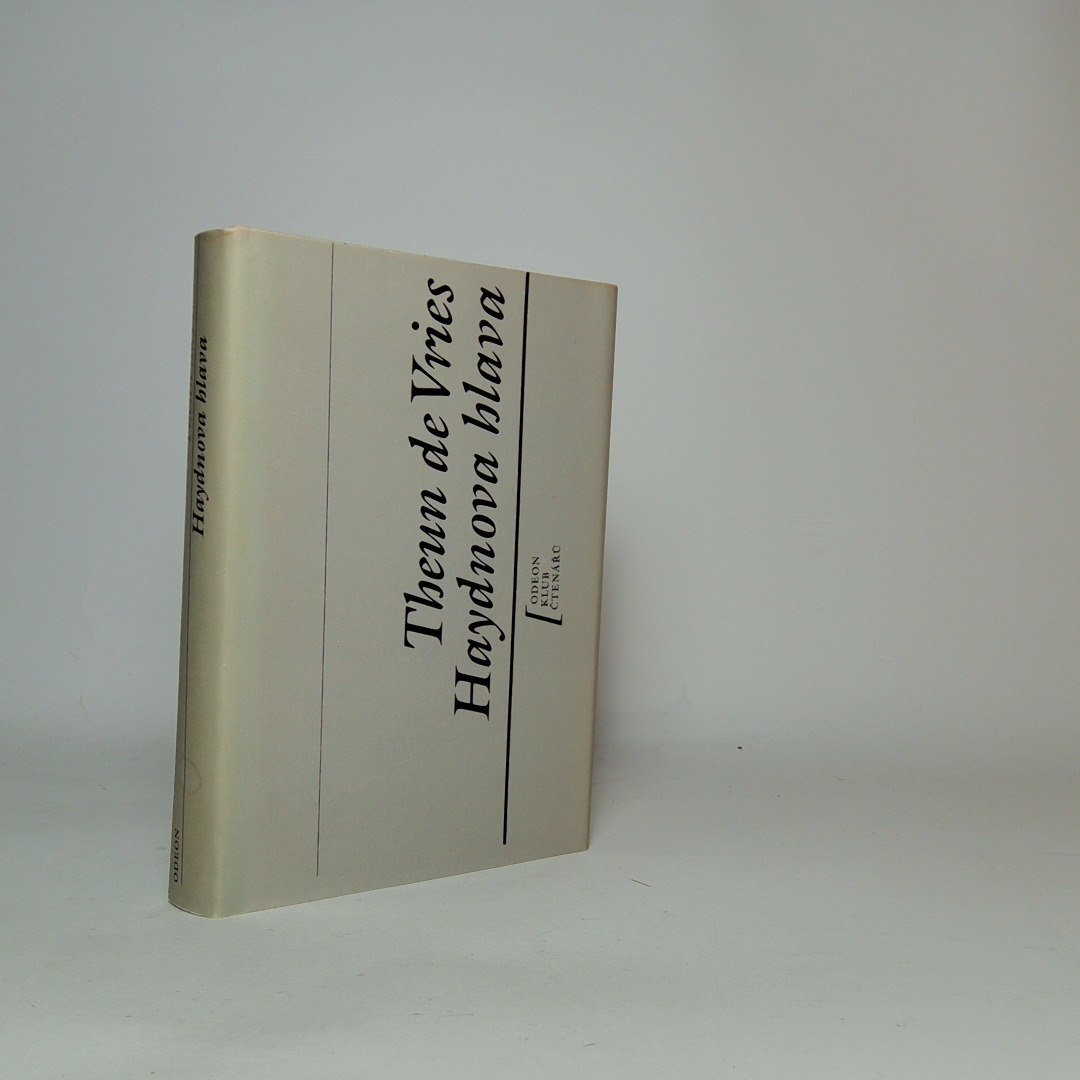 Haydnova hlava
ODEON
Theun de Vries
Haydnova hlava
ODEON
KLUB
ČTENÁŘŮ